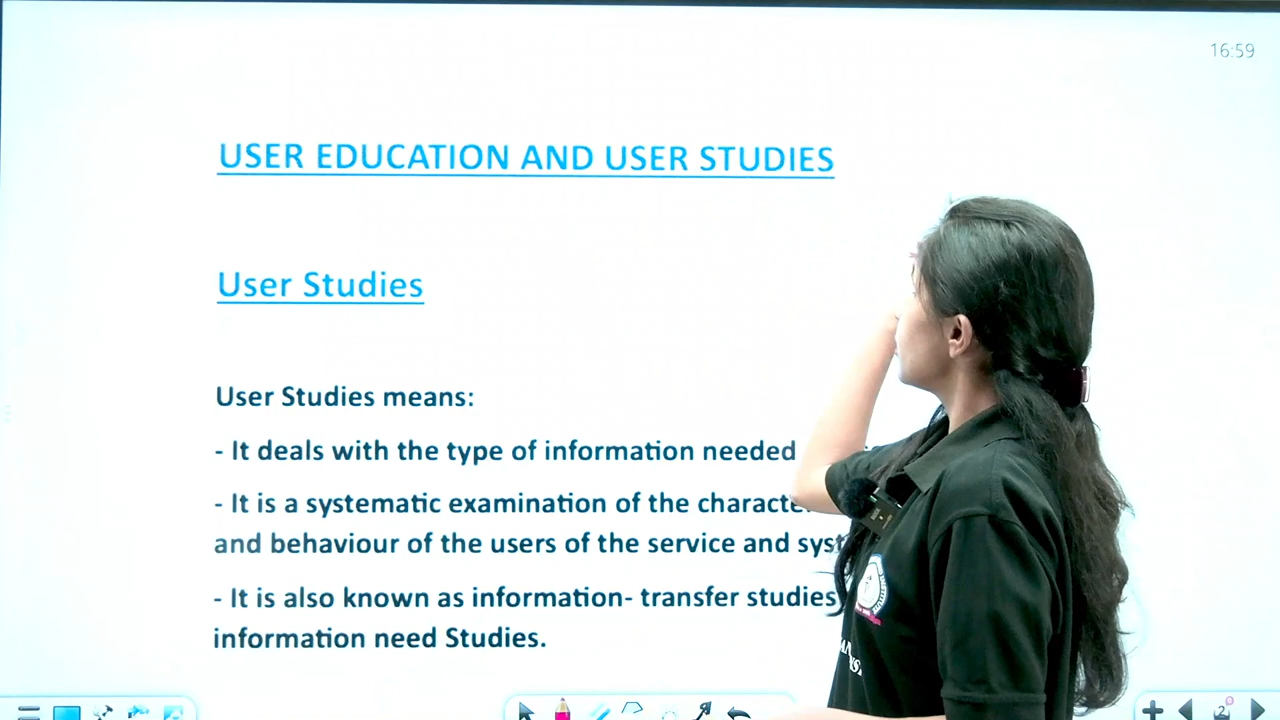 16:59
USER EDUCATION AND USER STUDIES
User Studies
User Studies means:
- It deals with the type of information needed
- It is a systematic examination of the
and behaviour of the users of the service and
- It is also known as information- transfer studies
information need Studies.
2